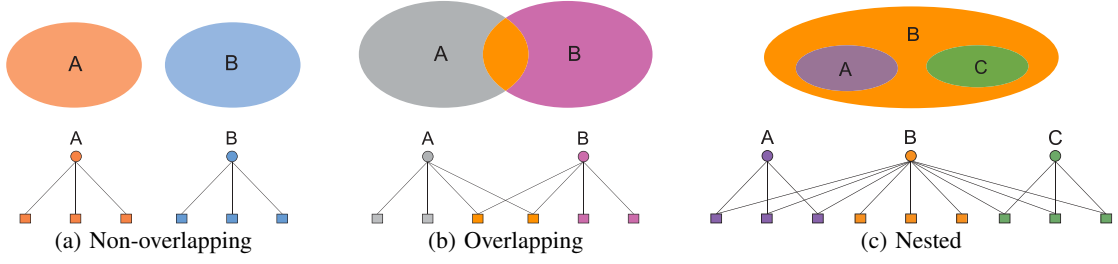 A B
A B
(a) Non-overlapping
A B
A B
(b) Overlapping
B
A C
A B C
(c) Nested